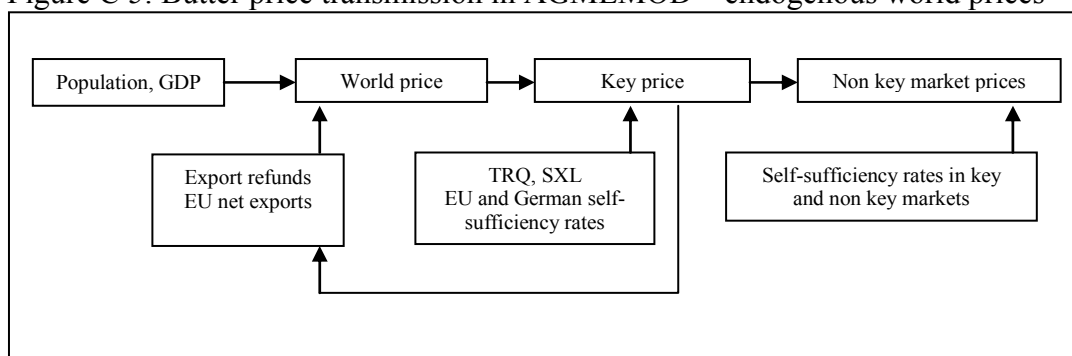 Figure C 5: Butter price transmission in AGMEMOD – endogenous world prices
Population, GDP
World price
Key price
Non key market prices
Export refunds
EU net exports
TRQ, SXL
EU and German self-
sufficiency rates
Self-sufficiency rates in key
and non key markets